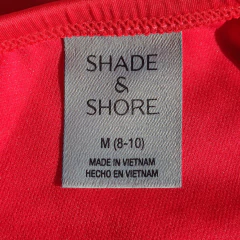 SHADE
&
SHORE
M (8-10)
MADE IN VIETNAM
HECHO EN VIETNAM